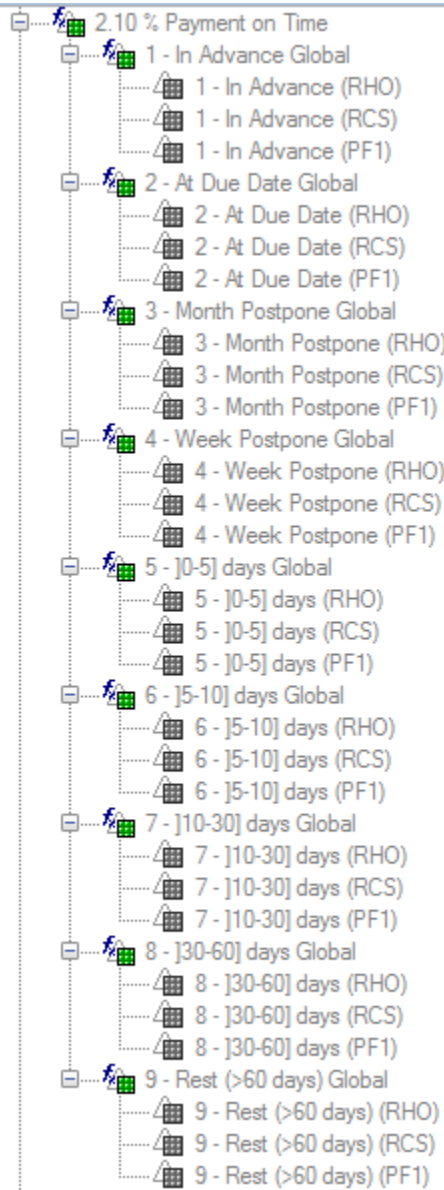 2.10 % Payment on Time
1 - In Advance Global
1 - In Advance (RHO)
1 - In Advance (RCS)
1 - In Advance (PF1)
2 - At Due Date Global
2 - At Due Date (RHO)
2 - At Due Date (RCS)
2 - At Due Date (PF1)
3 - Month Postpone Global
3 - Month Postpone (RHO)
3 - Month Postpone (RCS)
3 - Month Postpone (PF1)
4 - Week Postpone Global
4 - Week Postpone (RHO)
4 - Week Postpone (RCS)
4 - Week Postpone (PF1)
5 - ]0-5] days Global
5 - ]0-5] days (RHO)
5 - ]0-5] days (RCS)
5 - ]0-5] days (PF1)
6 - ]5-10] days Global
6 - ]5-10] days (RHO)
6 - ]5-10] days (RCS)
6 - ]5-10] days (PF1)
7 - ]10-30] days Global
7 - ]10-30] days (RHO)
7 - ]10-30] days (RCS)
7 - ]10-30] days (PF1)
8 - ]30-60] days Global
8 - ]30-60] days (RHO)
8 - ]30-60] days (RCS)
8 - ]30-60] days (PF1)
9 - Rest (>60 days) Global
9 - Rest (>60 days) (RHO)
9 - Rest (>60 days) (RCS)
9 - Rest (>60 days) (PF1)